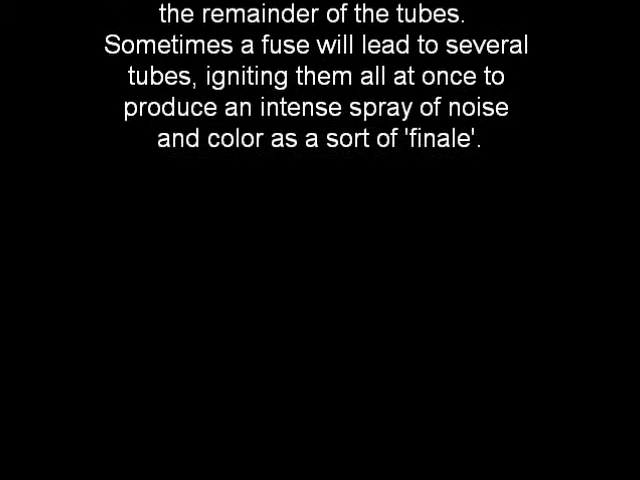 the remainder of the tubes.
Sometimes a fuse will lead to several
tubes, igniting them all at once to
produce an intense spray of noise
and color as a sort of 'finale'.